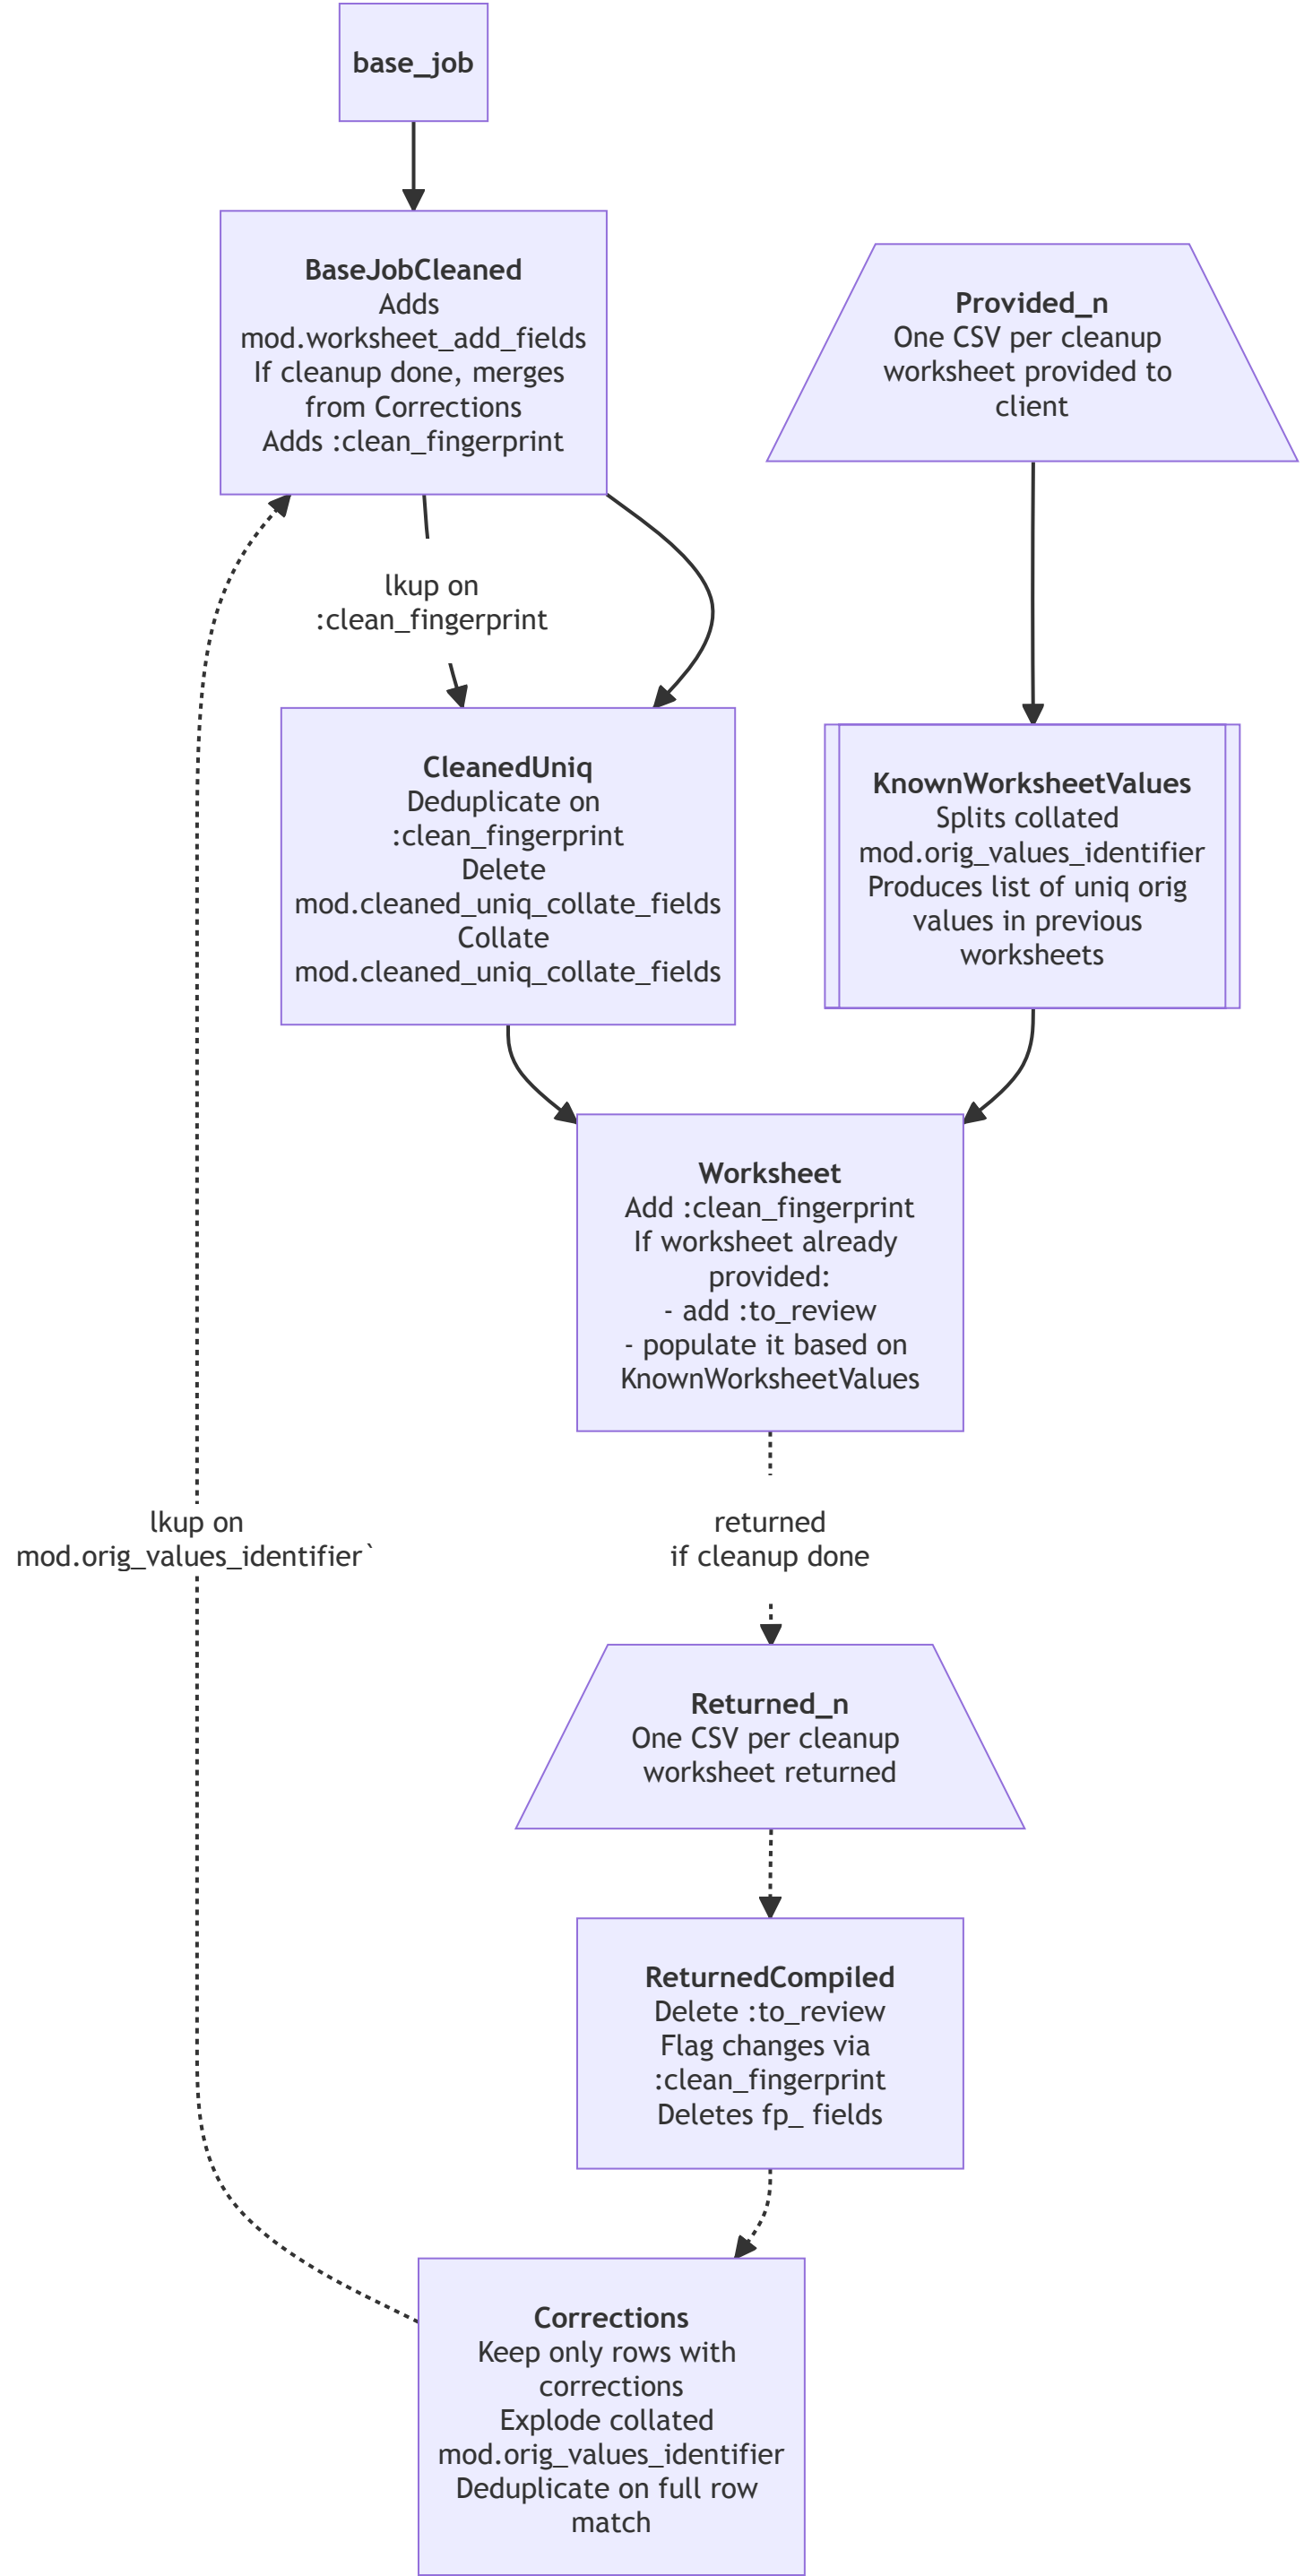 base_job
BaseJobCleaned
Adds
mod.worksheet_add_fields
If cleanup done, merges
from Corrections
Adds :clean_fingerprint
Provided_n
One CSV per cleanup
worksheet provided to
client
lkup on
:clean_fingerprint
CleanedUniq
Deduplicate on
:clean_fingerprint
Delete
mod.cleaned_uniq_collate_fields
Collate
mod.cleaned_uniq_collate_fields
KnownWorksheetValues
Splits collated
mod.orig_values_identifier
Produces list of uniq orig
values in previous
worksheets
Worksheet
Add :clean_fingerprint
If worksheet already
provided:
- add :to_review
- populate it based on
KnownWorksheetValues
lkup on
mod.orig_values_identifier`
returned
if cleanup done
Returned_n
One CSV per cleanup
worksheet returned
ReturnedCompiled
Delete :to_review
Flag changes via
:clean_fingerprint
Deletes fp_ fields
Corrections
Keep only rows with
corrections
Explode collated
mod.orig_values_identifier
Deduplicate on full row
match